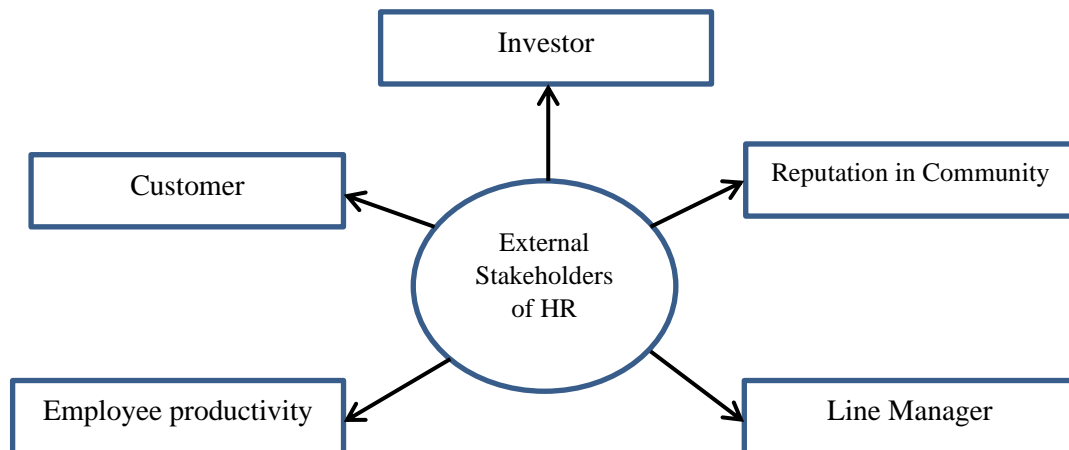 Investor
Customer
Reputation in Community
External
Stakeholders
of HR
Employee productivity
Line Manager